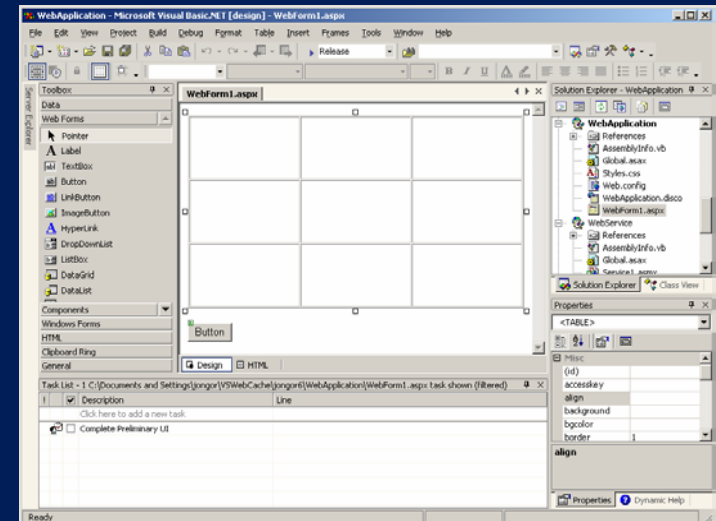 WebApplication - Microsoft Visual Basic.NET [design] - WebForm1.aspx
File Edit View Project Build Debug Format Table Insert Frames Tools Window Help
Release
B I U A
Server Explorer
Toolbox
Data
Web Forms
Pointer
Label
TextBox
Button
LinkButton
ImageButton
HyperLink
DropDownList
ListBox
DataGrid
DataList
Components
Windows Forms
HTML
Clipboard Ring
General
WebForm1.aspx
Button
Design HTML
Solution Explorer - WebApplication
WebApplication
References
AssemblyInfo.vb
Global.asax
Styles.css
Web.config
WebApplication.disco
WebForm1.aspx
WebService
References
AssemblyInfo.vb
Global.asax
Service1.asmx
Solution Explorer Class View
Properties
<TABLE>
Misc
(id)
accesskey
align
background
bgcolor
border 1
align
Properties Dynamic Help
Task List - 1 C:\Documents and Settings\jongor\VSWebCache\jongor6\WebApplication\WebForm1.aspx task shown (filtered)
! Description Line
Click here to add a new task
Complete Preliminary UI
Ready